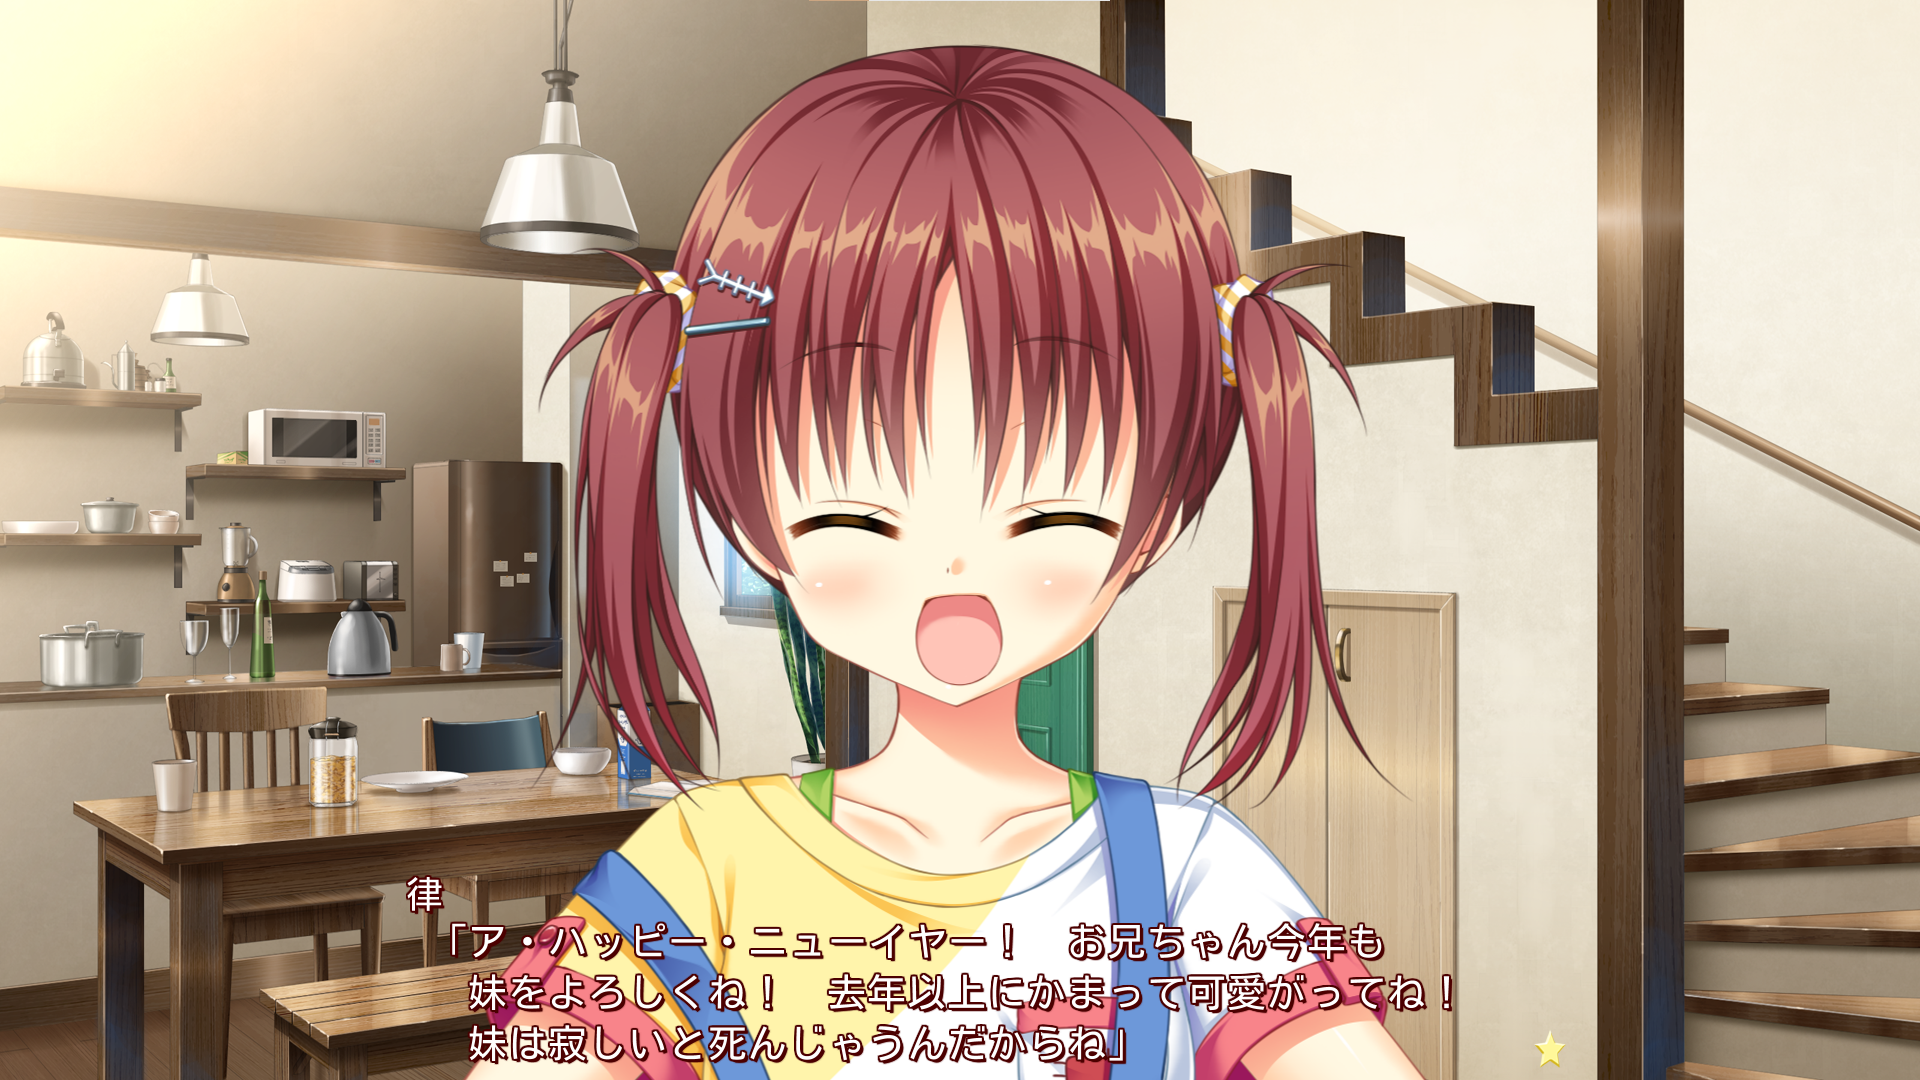 律
「ア・ハッピー・ニューイヤー！　お兄ちゃん今年も
妹をよろしくね！　去年以上にかまって可愛がってね！
妹は寂しいと死んじゃうんだからね」